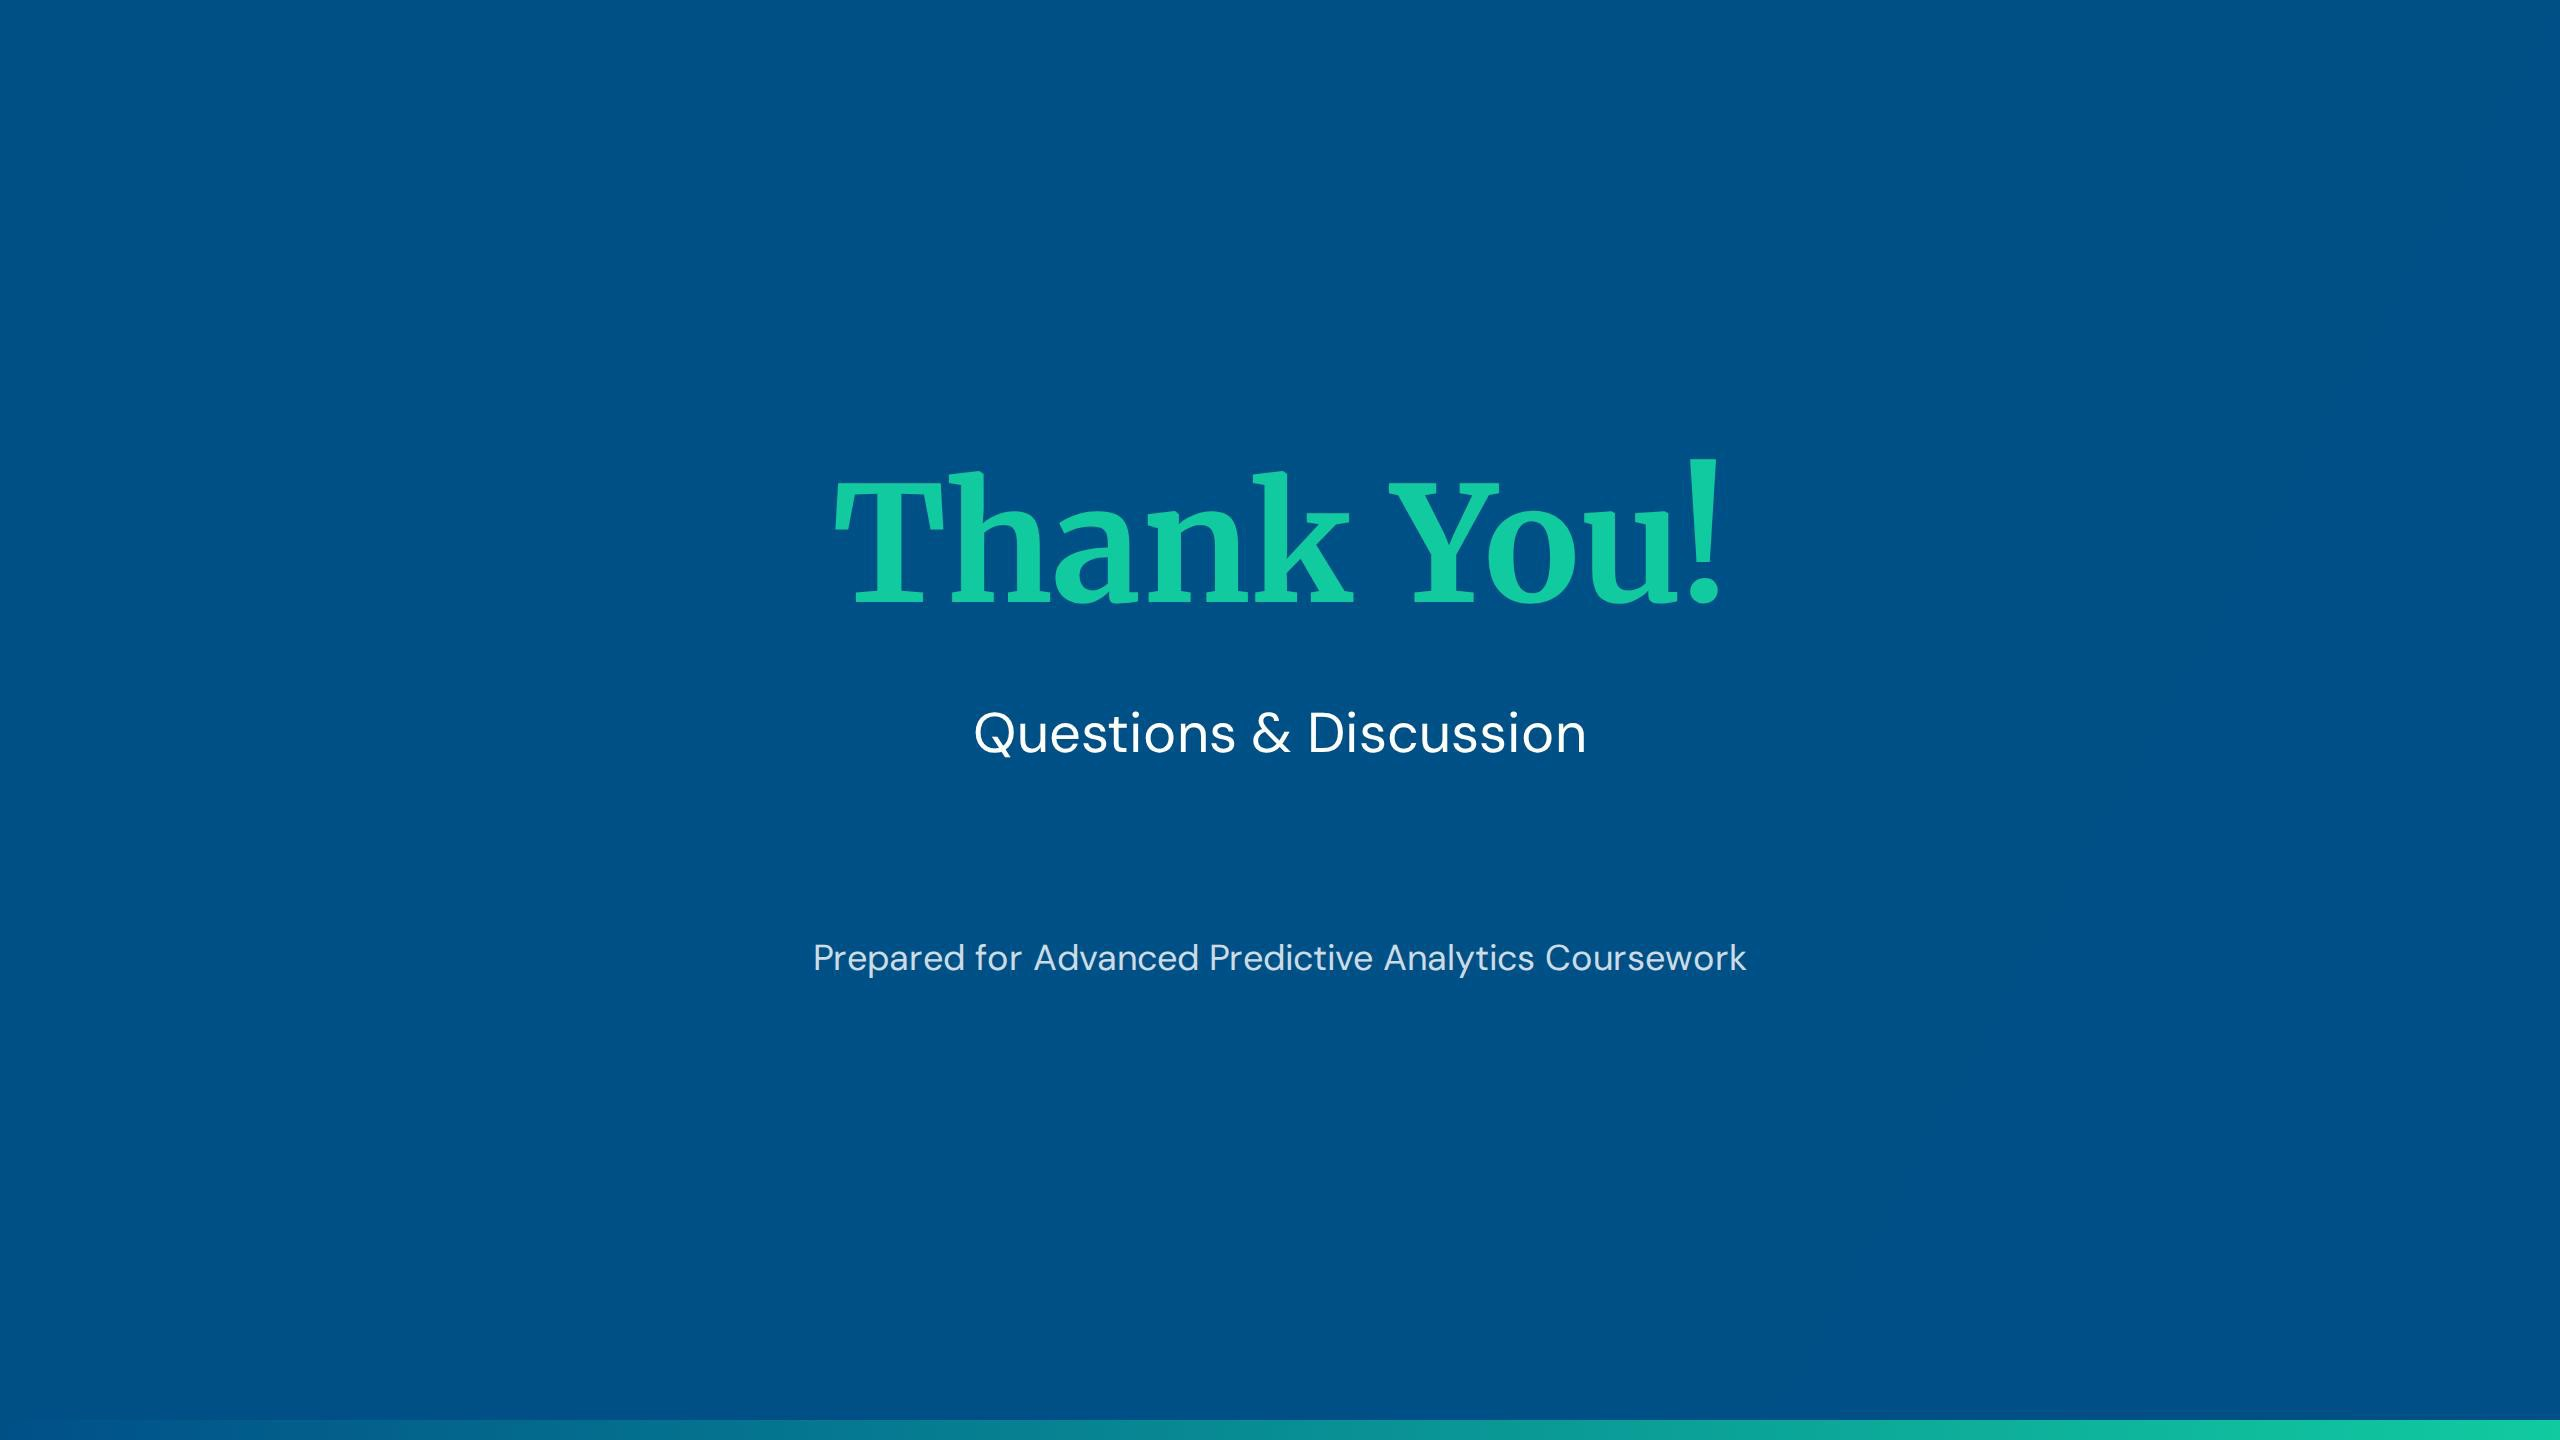 Thank You!
Questions & Discussion
Prepared for Advanced Predictive Analytics Coursework